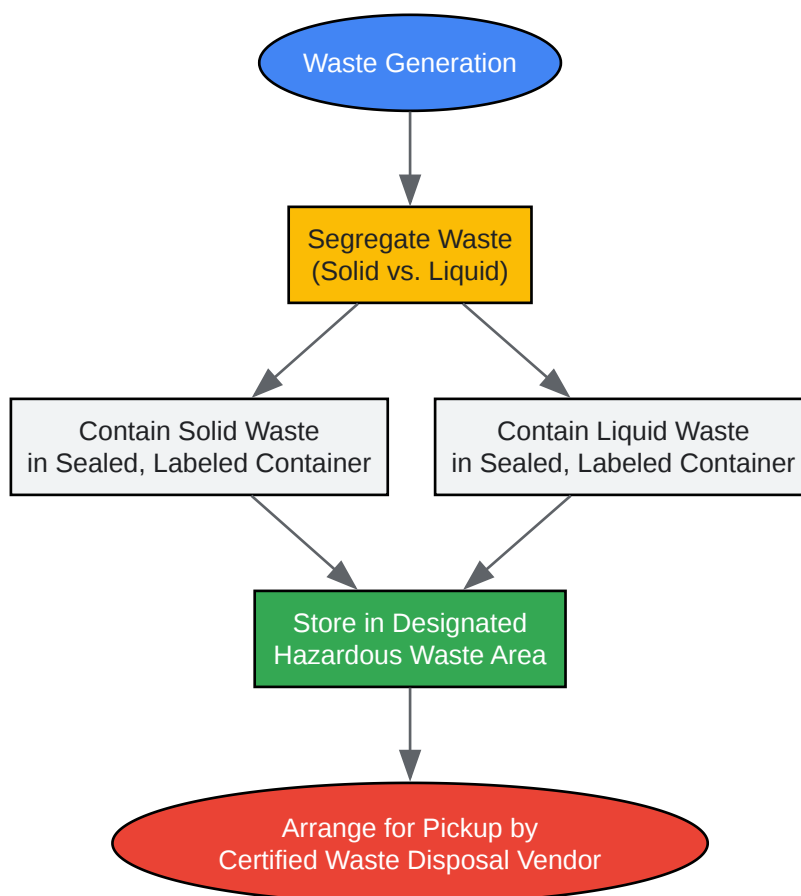 Waste Generation
Segregate Waste
(Solid vs. Liquid)
Contain Solid Waste
in Sealed, Labeled Container
Contain Liquid Waste
in Sealed, Labeled Container
Store in Designated
Hazardous Waste Area
Arrange for Pickup by
Certified Waste Disposal Vendor